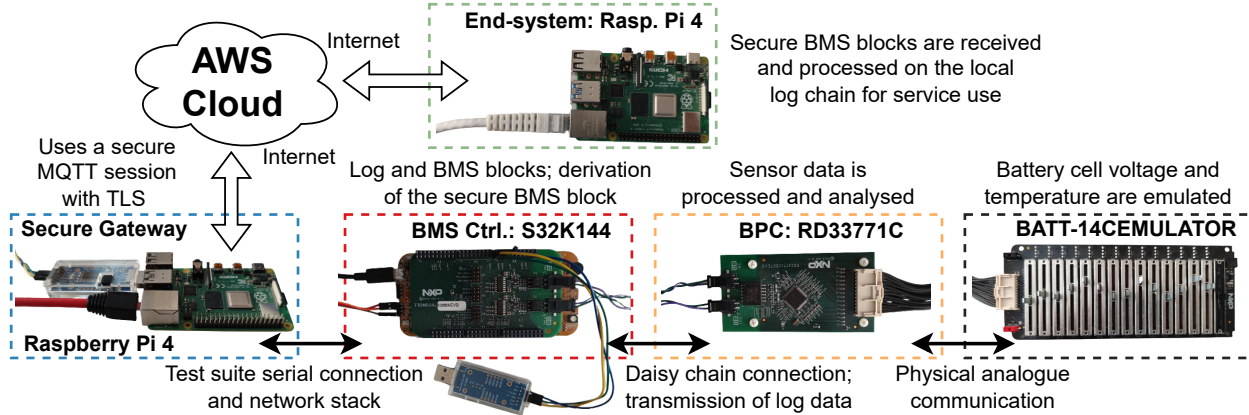 End-system: Rasp. Pi 4
AWS
Cloud
Internet
Secure BMS blocks are received
and processed on the local
log chain for service use
Uses a secure
MQTT session
with TLS
Internet
Log and BMS blocks; derivation
of the secure BMS block
Sensor data is
processed and analysed
Battery cell voltage and
temperature are emulated
Secure Gateway
Raspberry Pi 4
BMS Ctrl.: S32K144
BPC: RD33771C
BATT-14CEMULATOR
NXP
NXP
Test suite serial connection
and network stack
Daisy chain connection;
transmission of log data
Physical analogue
communication